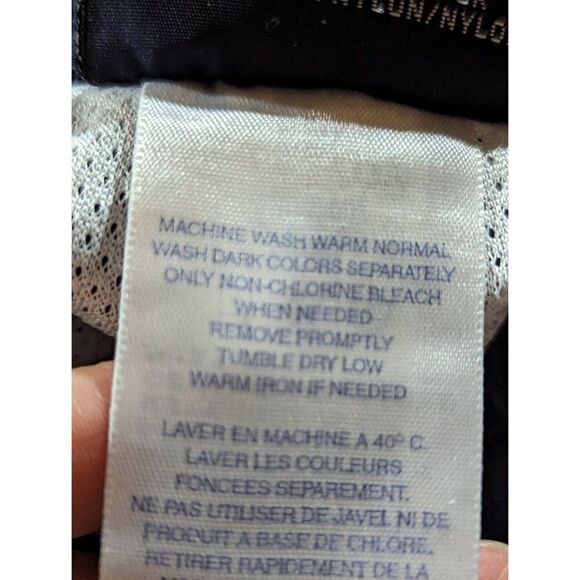 NYLON/NYLO
MACHINE WASH WARM NORMAL
WASH DARK COLORS SEPARATELY
ONLY NON-CHLORINE BLEACH
WHEN NEEDED
REMOVE PROMPTLY
TUMBLE DRY LOW
WARM IRON IF NEEDED
LAVER EN MACHINE A 40° C.
LAVER LES COULEURS
FONCEES SEPAREMENT.
NE PAS UTILISER DE JAVEL NI DE
PRODUIT A BASE DE CHLORE.
RETIRER RAPIDEMENT DE LA